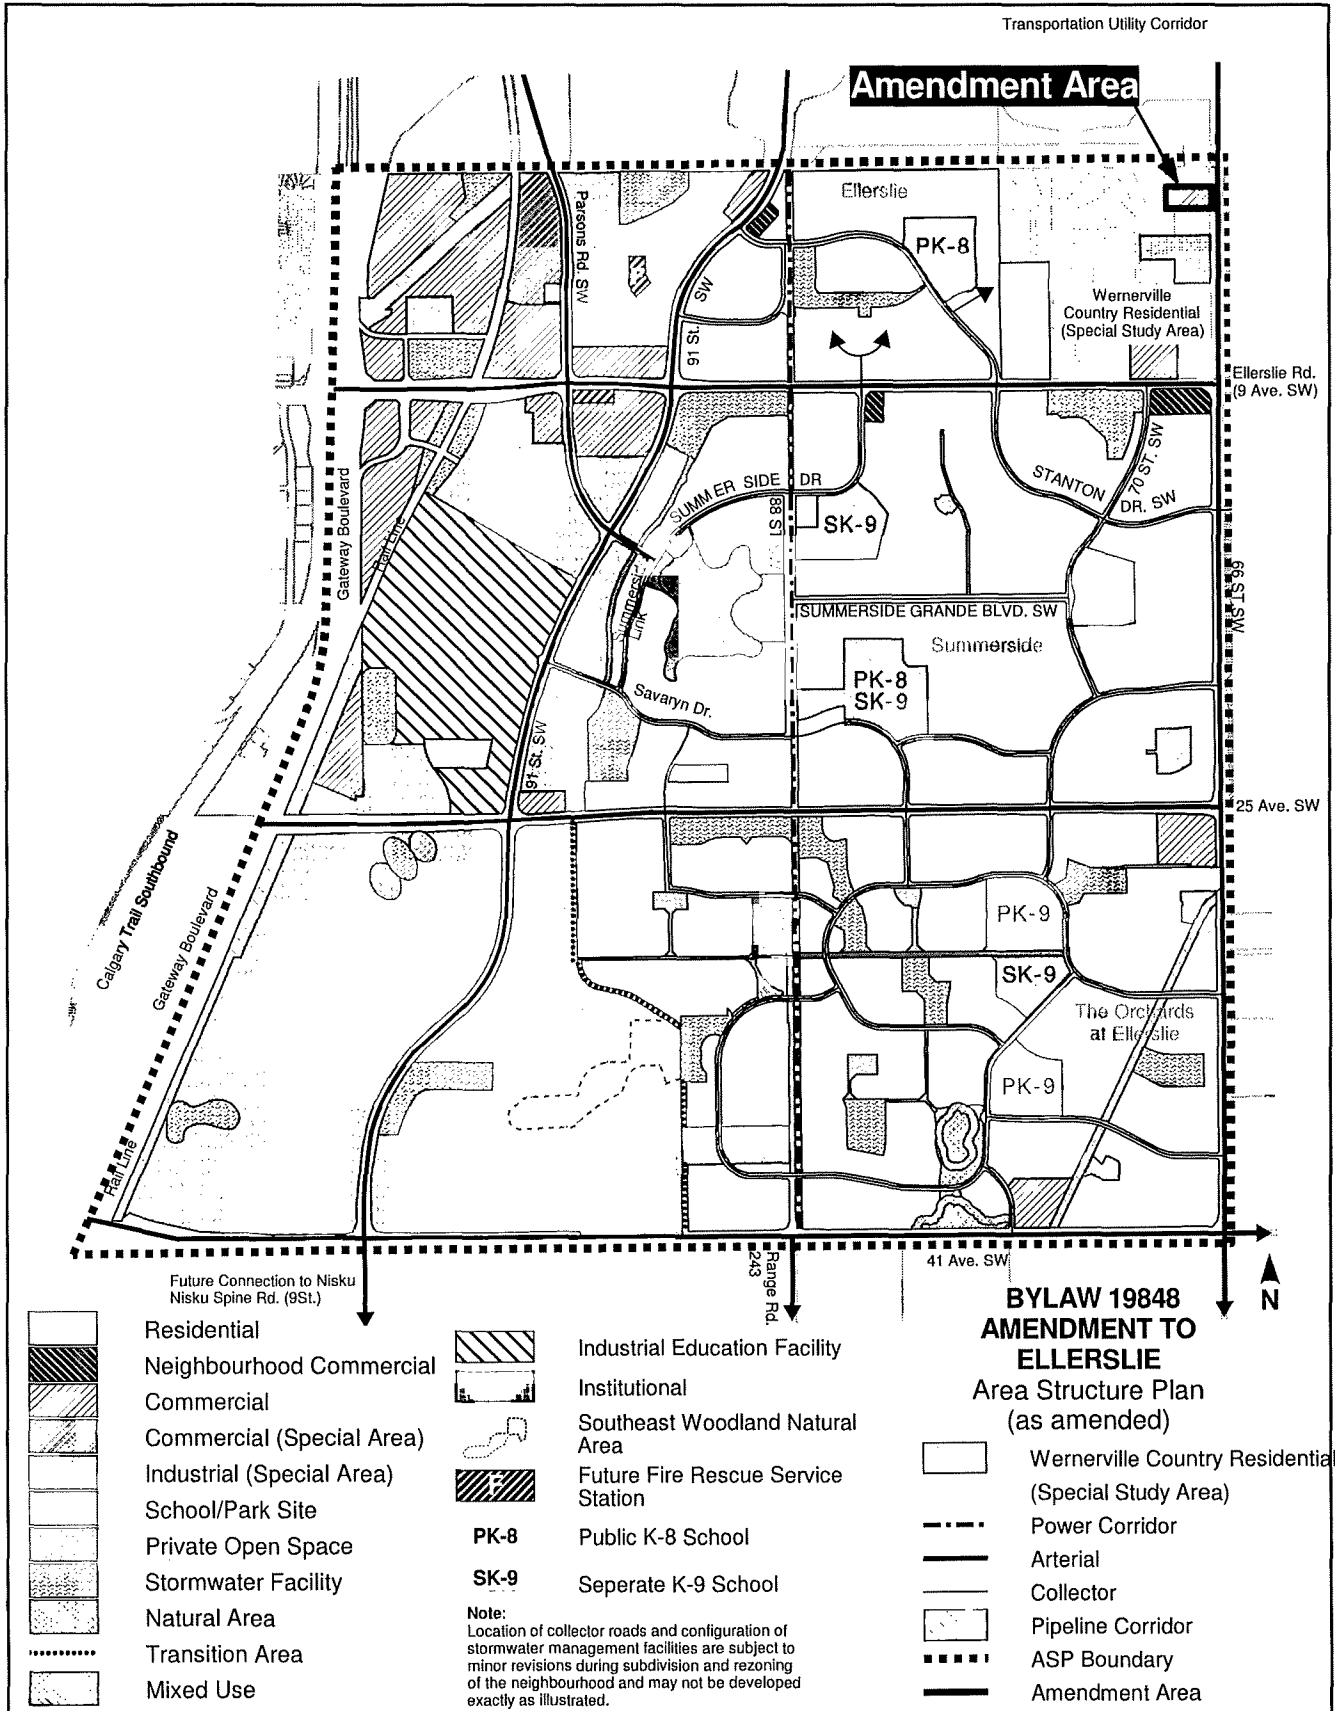 Transportation Utility Corridor
Amendment Area
Ellerslie
Parsons Rd. SW
PK-8
SW
91 St.
Wernerville
Country Residential
(Special Study Area)
Ellerslie Rd.
(9 Ave. SW)
Gateway Boulevard
Rail Line
SUMMER SIDE DR
88 ST
SK-9
STANTON
DR. SW
70 ST. SW
66 ST SW
Summerside
Link
SUMMERSIDE GRANDE BLVD. SW
Summerside
PK-8
SK-9
Savaryn Dr.
91 St. SW
25 Ave. SW
Calgary Trail Southbound
Gateway Boulevard
PK-9
SK-9
The Orchards
at Ellerslie
PK-9
Rail Line
41 Ave. SW
Range Rd.
243
Future Connection to Nisku
Nisku Spine Rd. (9St.)
N
BYLAW 19848
AMENDMENT TO
ELLERSLIE
Area Structure Plan
(as amended)
Residential
Neighbourhood Commercial
Commercial
Commercial (Special Area)
Industrial (Special Area)
School/Park Site
Private Open Space
Stormwater Facility
Natural Area
Transition Area
Mixed Use
Industrial Education Facility
Institutional
Southeast Woodland Natural
Area
F
Future Fire Rescue Service
Station
PK-8 Public K-8 School
SK-9 Seperate K-9 School
Note:
Location of collector roads and configuration of
stormwater management facilities are subject to
minor revisions during subdivision and rezoning
of the neighbourhood and may not be developed
exactly as illustrated.
Wernerville Country Residential
(Special Study Area)
Power Corridor
Arterial
Collector
Pipeline Corridor
ASP Boundary
Amendment Area